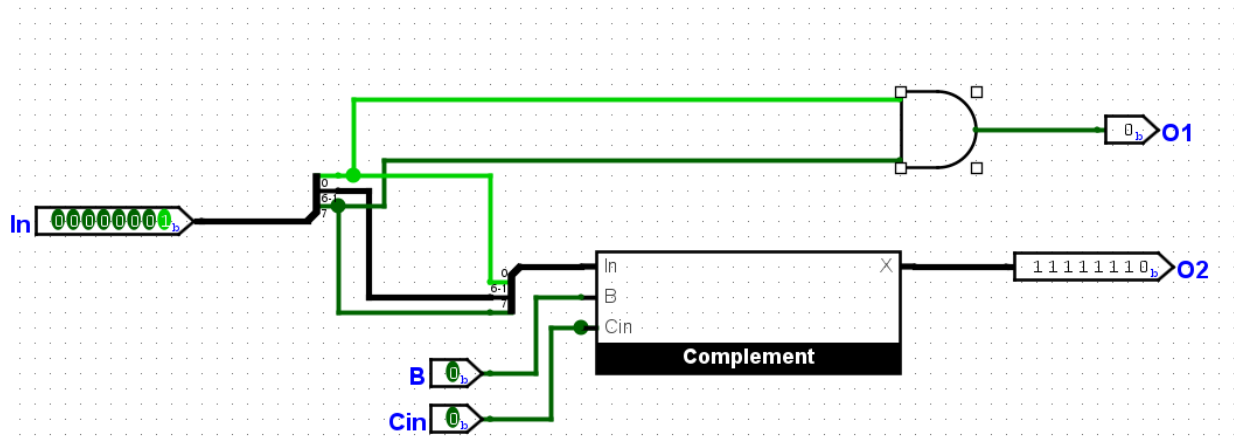 0b O1
0
6-1
7
In 00000001b
0
6-1
7
In X
11111110b O2
B
Cin
Complement
B 0b
Cin 0b